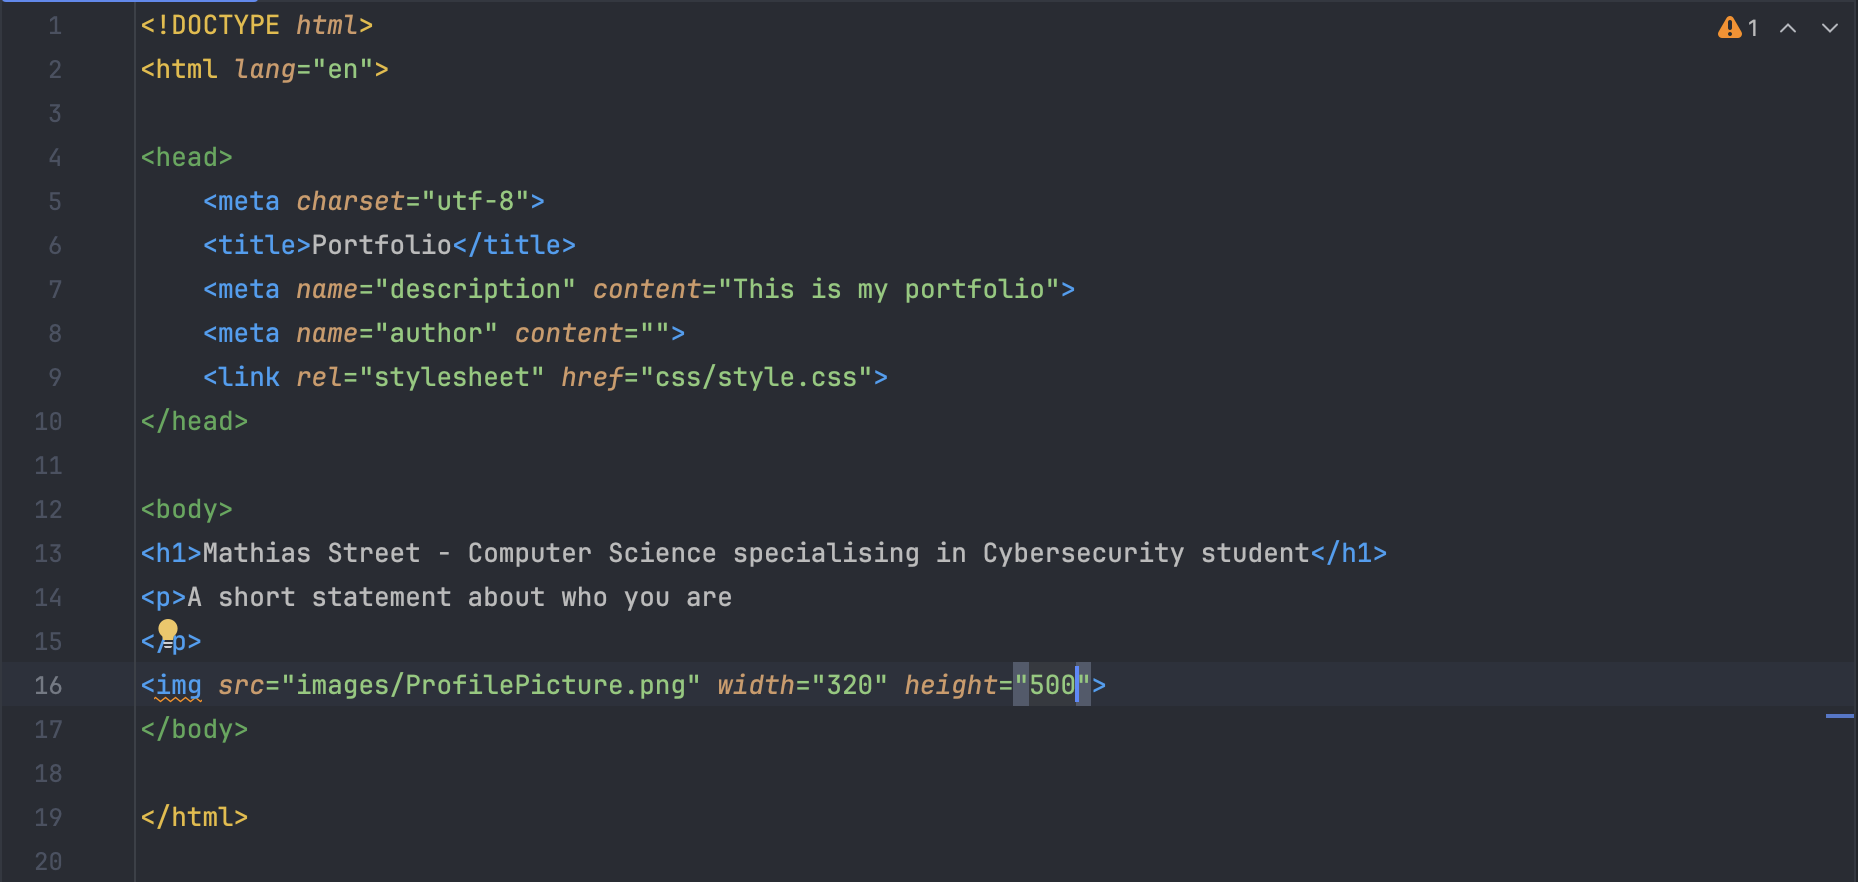 1 <!DOCTYPE html>
2 <html lang="en">
3
4 <head>
5     <meta charset="utf-8">
6     <title>Portfolio</title>
7     <meta name="description" content="This is my portfolio">
8     <meta name="author" content="">
9     <link rel="stylesheet" href="css/style.css">
10 </head>
11
12 <body>
13 <h1>Mathias Street - Computer Science specialising in Cybersecurity student</h1>
14 <p>A short statement about who you are
15 </p>
16 <img src="images/ProfilePicture.png" width="320" height="500">
17 </body>
18
19 </html>
20
1